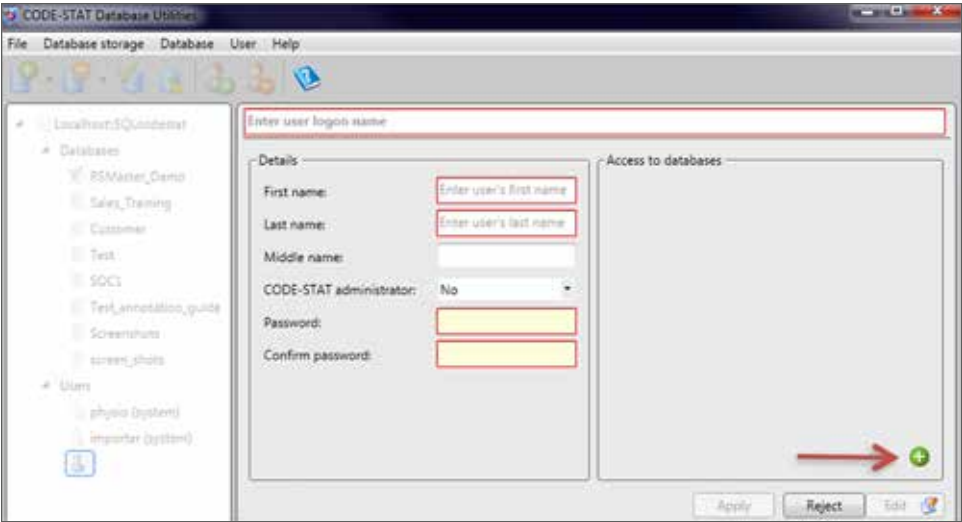 CODE-STAT Database Utilities
File Database storage Database User Help
Localhost:SQLcodestat
Databases
RSMaster_Demo
Sales_Training
Customer
Test
SOCS
Test_annotation_guide
Screenshots
screen_shots
Users
physio (system)
importer (system)
Enter user logon name
Details
First name: Enter user's first name
Last name: Enter user's last name
Middle name:
CODE-STAT administrator: No
Password:
Confirm password:
Access to databases
Apply Reject Edit